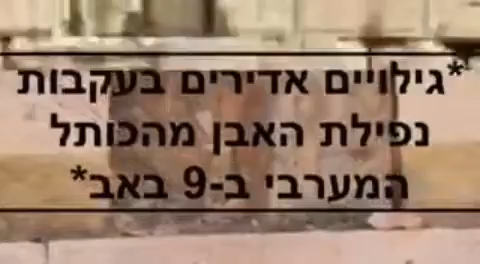 *גילויים אדירים בעקבות
נפילת האבן מהכותל
המערבי ב-9 באב*